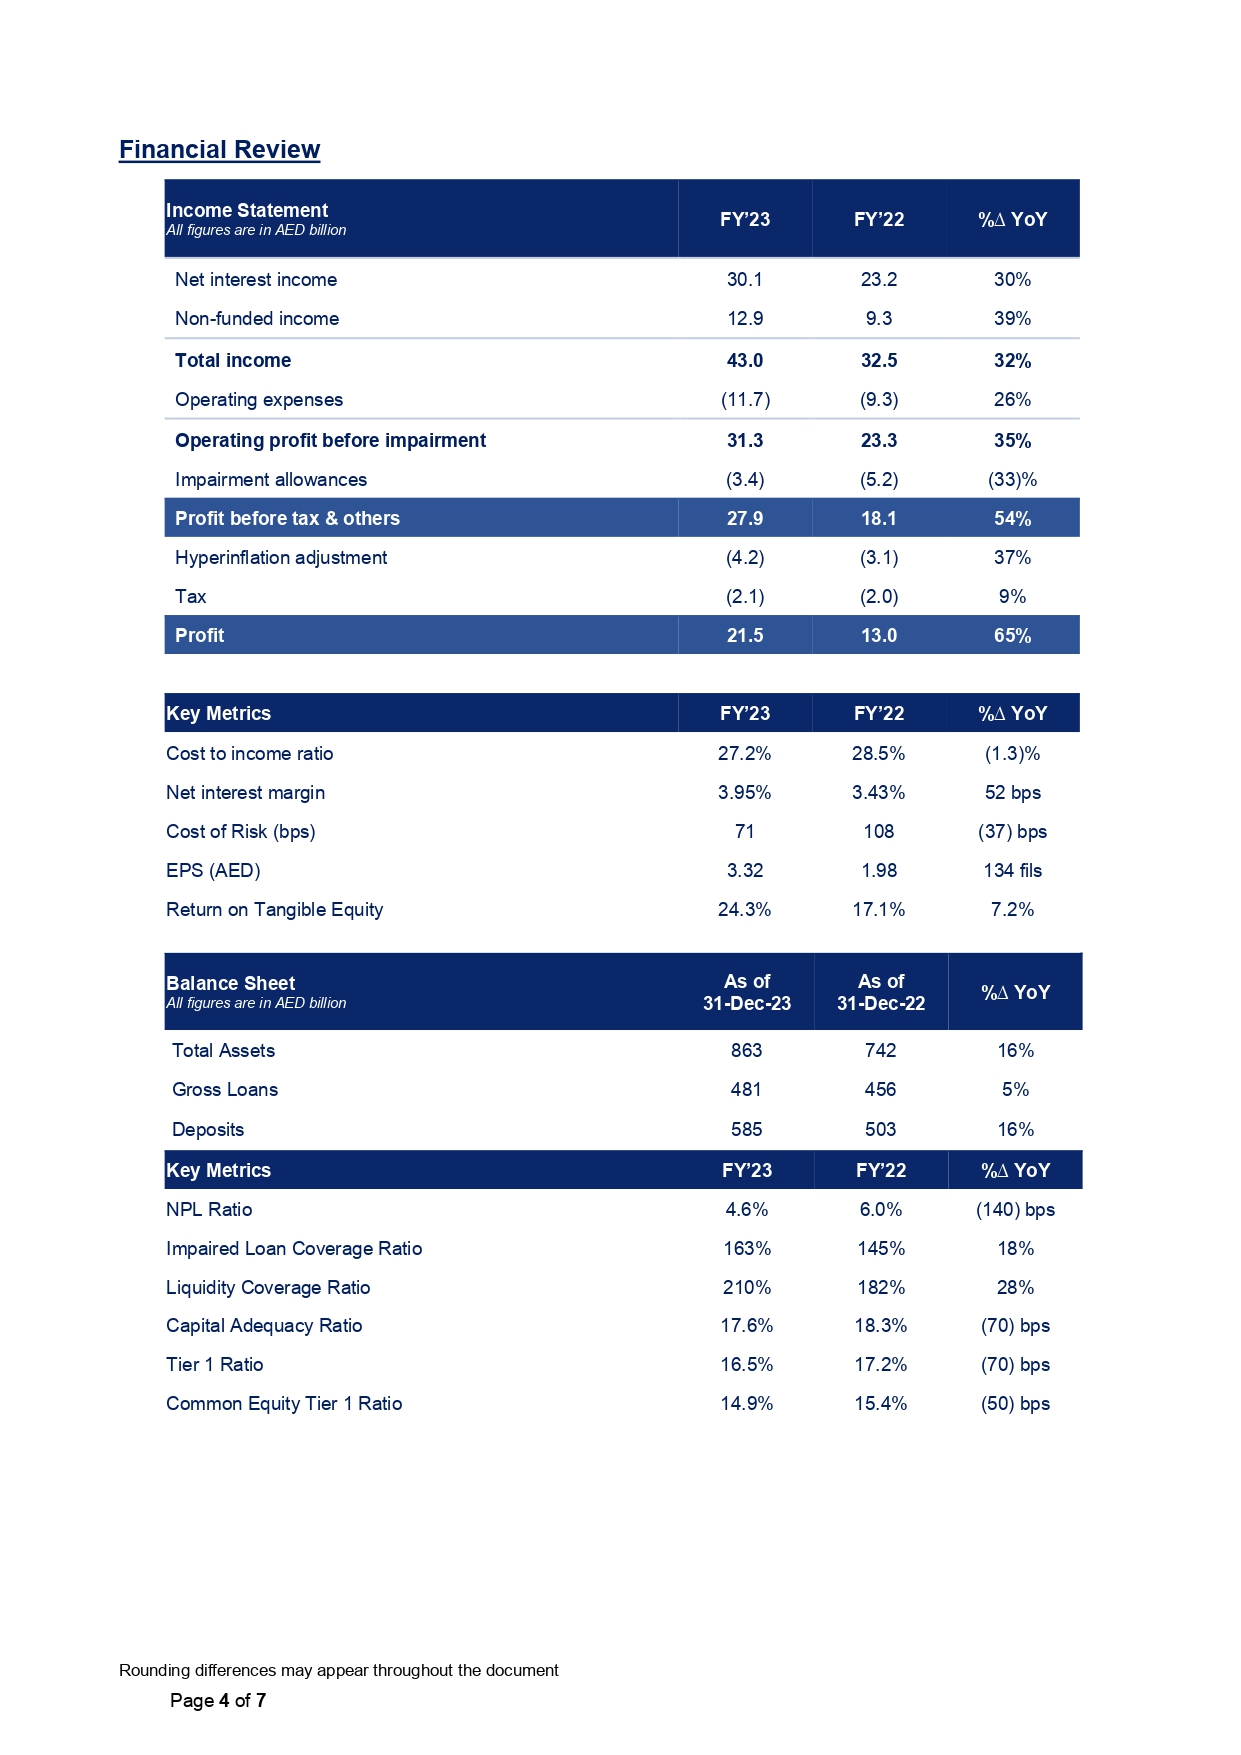 Financial Review
Income Statement
All figures are in AED billion
FY’23 FY’22 %∆ YoY
Net interest income 30.1 23.2 30%
Non-funded income 12.9 9.3 39%
Total income 43.0 32.5 32%
Operating expenses (11.7) (9.3) 26%
Operating profit before impairment 31.3 23.3 35%
Impairment allowances (3.4) (5.2) (33)%
Profit before tax & others 27.9 18.1 54%
Hyperinflation adjustment (4.2) (3.1) 37%
Tax (2.1) (2.0) 9%
Profit 21.5 13.0 65%
Key Metrics FY’23 FY’22 %∆ YoY
Cost to income ratio 27.2% 28.5% (1.3)%
Net interest margin 3.95% 3.43% 52 bps
Cost of Risk (bps) 71 108 (37) bps
EPS (AED) 3.32 1.98 134 fils
Return on Tangible Equity 24.3% 17.1% 7.2%
Balance Sheet
All figures are in AED billion
As of
31-Dec-23
As of
31-Dec-22
%∆ YoY
Total Assets 863 742 16%
Gross Loans 481 456 5%
Deposits 585 503 16%
Key Metrics FY’23 FY’22 %∆ YoY
NPL Ratio 4.6% 6.0% (140) bps
Impaired Loan Coverage Ratio 163% 145% 18%
Liquidity Coverage Ratio 210% 182% 28%
Capital Adequacy Ratio 17.6% 18.3% (70) bps
Tier 1 Ratio 16.5% 17.2% (70) bps
Common Equity Tier 1 Ratio 14.9% 15.4% (50) bps
Rounding differences may appear throughout the document
Page 4 of 7